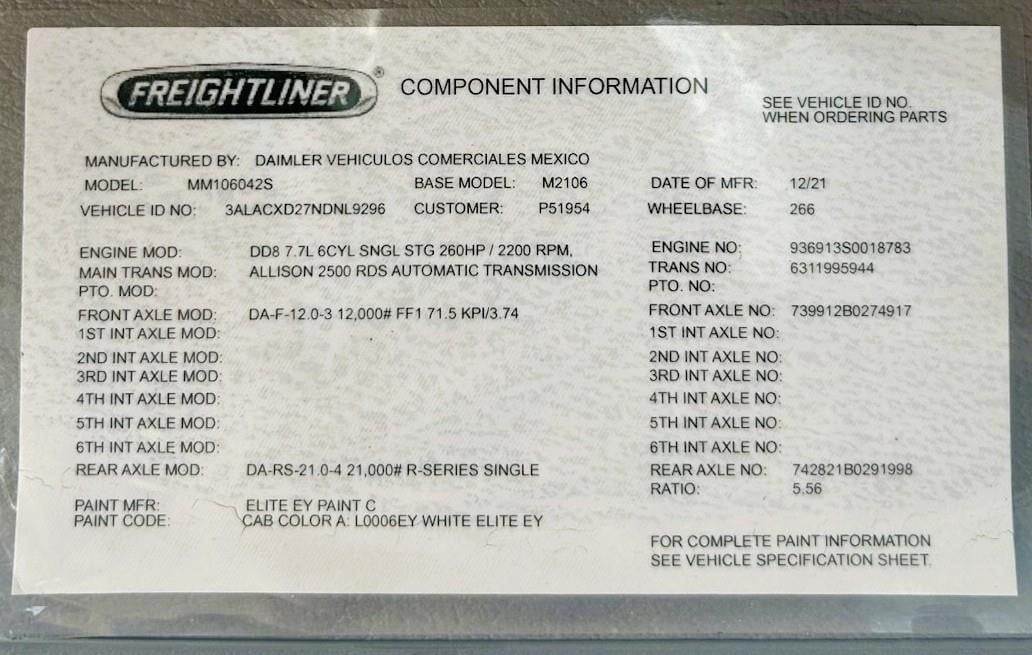 FREIGHTLINER ® COMPONENT INFORMATION
SEE VEHICLE ID NO.
WHEN ORDERING PARTS
MANUFACTURED BY: DAIMLER VEHICULOS COMERCIALES MEXICO
MODEL: MM106042S BASE MODEL: M2106 DATE OF MFR: 12/21
VEHICLE ID NO: 3ALACXD27NDNL9296 CUSTOMER: P51954 WHEELBASE: 266
ENGINE MOD: DD8 7.7L 6CYL SNGL STG 260HP / 2200 RPM, ENGINE NO: 936913S0018783
MAIN TRANS MOD: ALLISON 2500 RDS AUTOMATIC TRANSMISSION TRANS NO: 6311995944
PTO. MOD: PTO. NO:
FRONT AXLE MOD: DA-F-12.0-3 12,000# FF1 71.5 KPI/3.74 FRONT AXLE NO: 739912B0274917
1ST INT AXLE MOD: 1ST INT AXLE NO:
2ND INT AXLE MOD: 2ND INT AXLE NO:
3RD INT AXLE MOD: 3RD INT AXLE NO:
4TH INT AXLE MOD: 4TH INT AXLE NO:
5TH INT AXLE MOD: 5TH INT AXLE NO:
6TH INT AXLE MOD: 6TH INT AXLE NO:
REAR AXLE MOD: DA-RS-21.0-4 21,000# R-SERIES SINGLE REAR AXLE NO: 742821B0291998
RATIO: 5.56
PAINT MFR: ELITE EY PAINT C
PAINT CODE: CAB COLOR A: L0006EY WHITE ELITE EY
FOR COMPLETE PAINT INFORMATION
SEE VEHICLE SPECIFICATION SHEET.